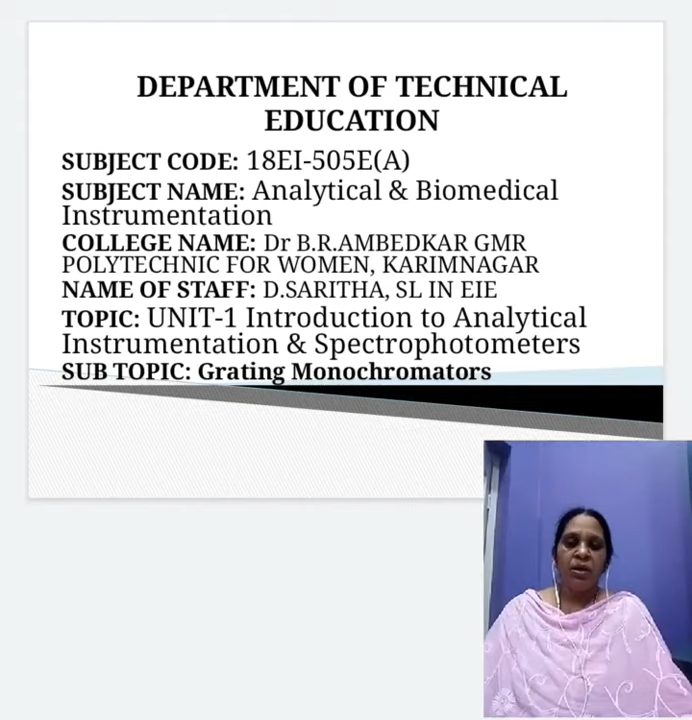 DEPARTMENT OF TECHNICAL
EDUCATION
SUBJECT CODE: 18EI-505E(A)
SUBJECT NAME: Analytical & Biomedical
Instrumentation
COLLEGE NAME: Dr B.R.AMBEDKAR GMR
POLYTECHNIC FOR WOMEN, KARIMNAGAR
NAME OF STAFF: D.SARITHA, SL IN EIE
TOPIC: UNIT-1 Introduction to Analytical
Instrumentation & Spectrophotometers
SUB TOPIC: Grating Monochromators